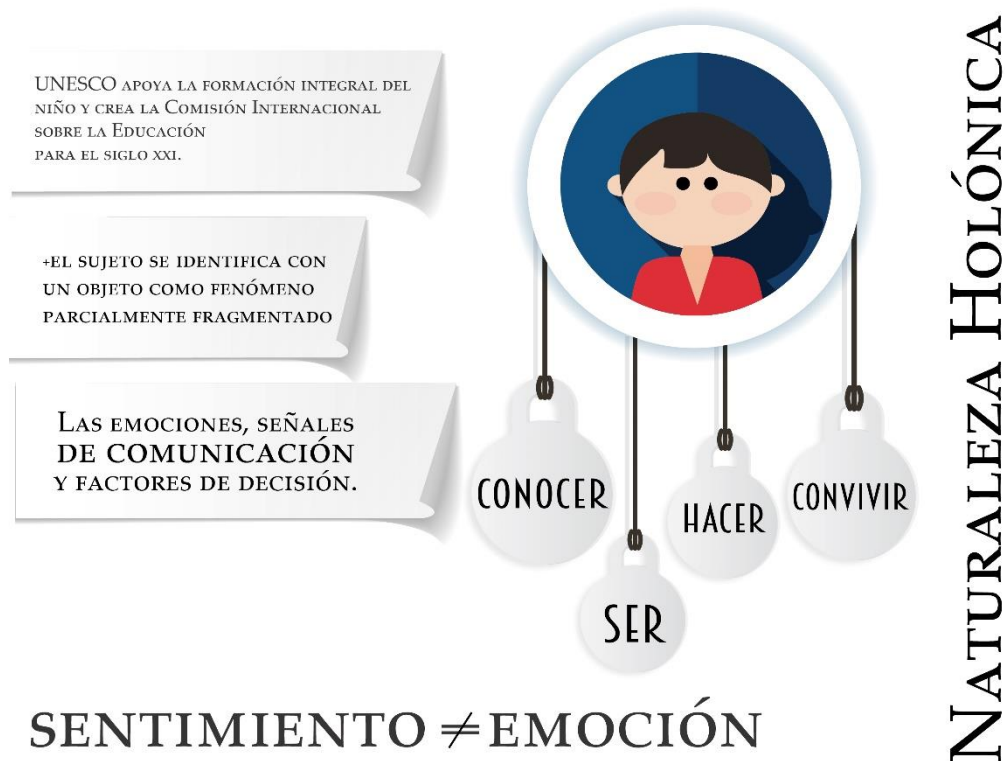 UNESCO APOYA LA FORMACIÓN INTEGRAL DEL
NIÑO Y CREA LA COMISIÓN INTERNACIONAL
SOBRE LA EDUCACIÓN
PARA EL SIGLO XXI.
+EL SUJETO SE IDENTIFICA CON
UN OBJETO COMO FENÓMENO
PARCIALMENTE FRAGMENTADO
LAS EMOCIONES, SEÑALES
DE COMUNICACIÓN
Y FACTORES DE DECISIÓN.
CONOCER
SER
HACER
CONVIVIR
SENTIMIENTO ≠ EMOCIÓN
NATURALEZA HOLÓNICA